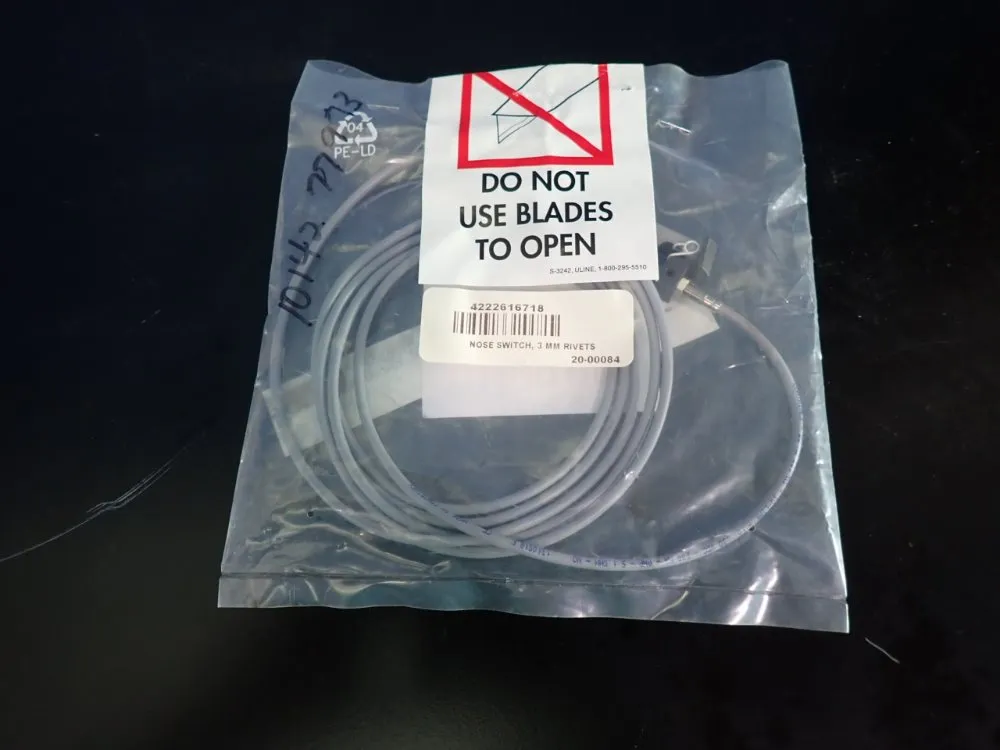 04
PE-LD
DO NOT
USE BLADES
TO OPEN
S-3242, ULINE, 1-800-295-5510
4222616718
NOSE SWITCH, 3 MM RIVETS
20-00084
10142